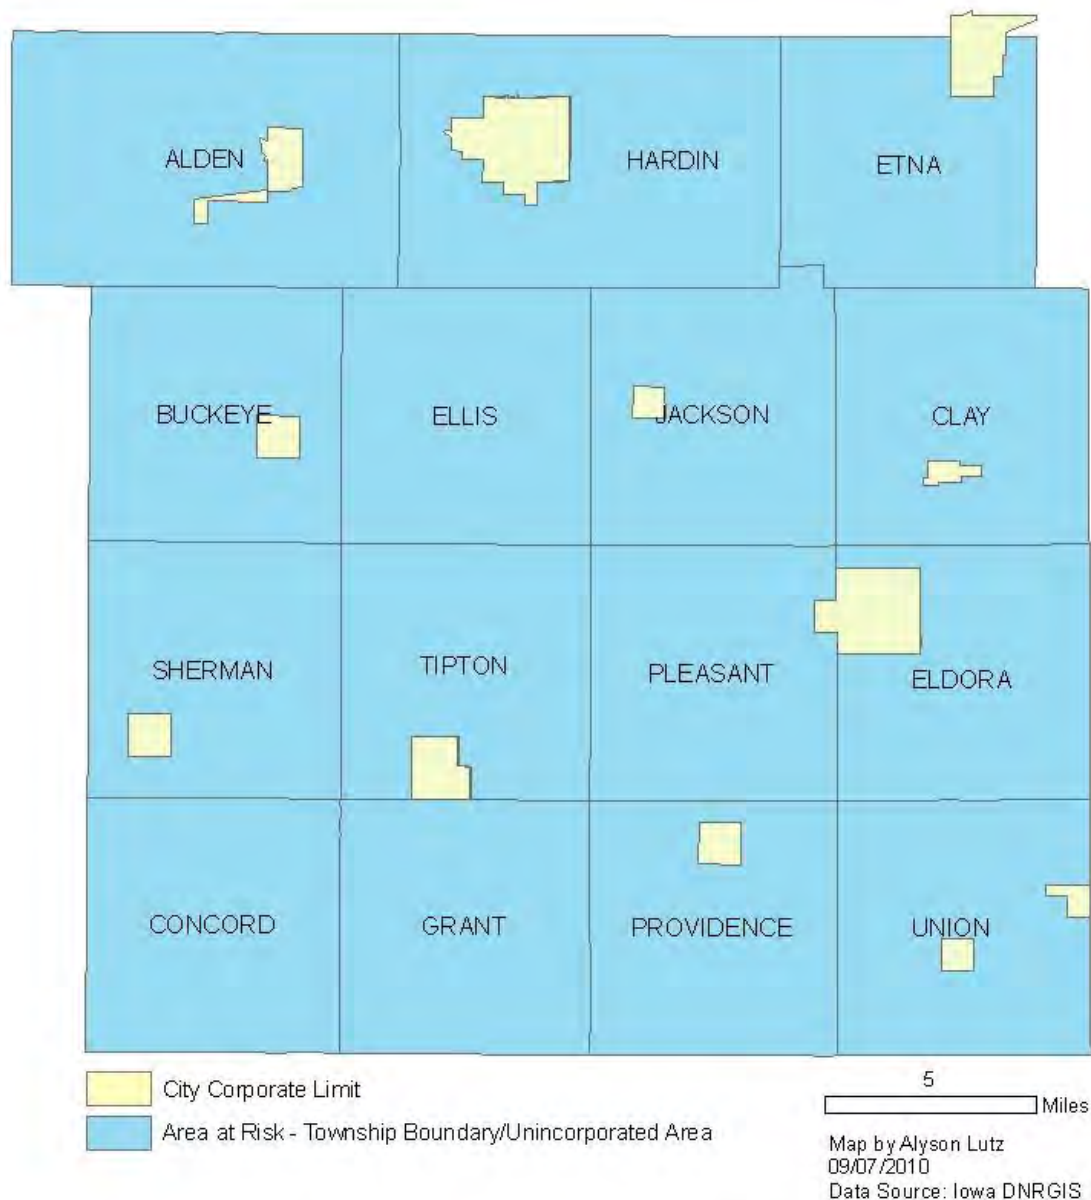 ALDEN
HARDIN
ETNA
BUCKEYE
ELLIS
JACKSON
CLAY
SHERMAN
TIPTON
PLEASANT
ELDORA
CONCORD
GRANT
PROVIDENCE
UNION
City Corporate Limit
Area at Risk - Township Boundary/Unincorporated Area
5
Miles
Map by Alyson Lutz
09/07/2010
Data Source: Iowa DNRGIS